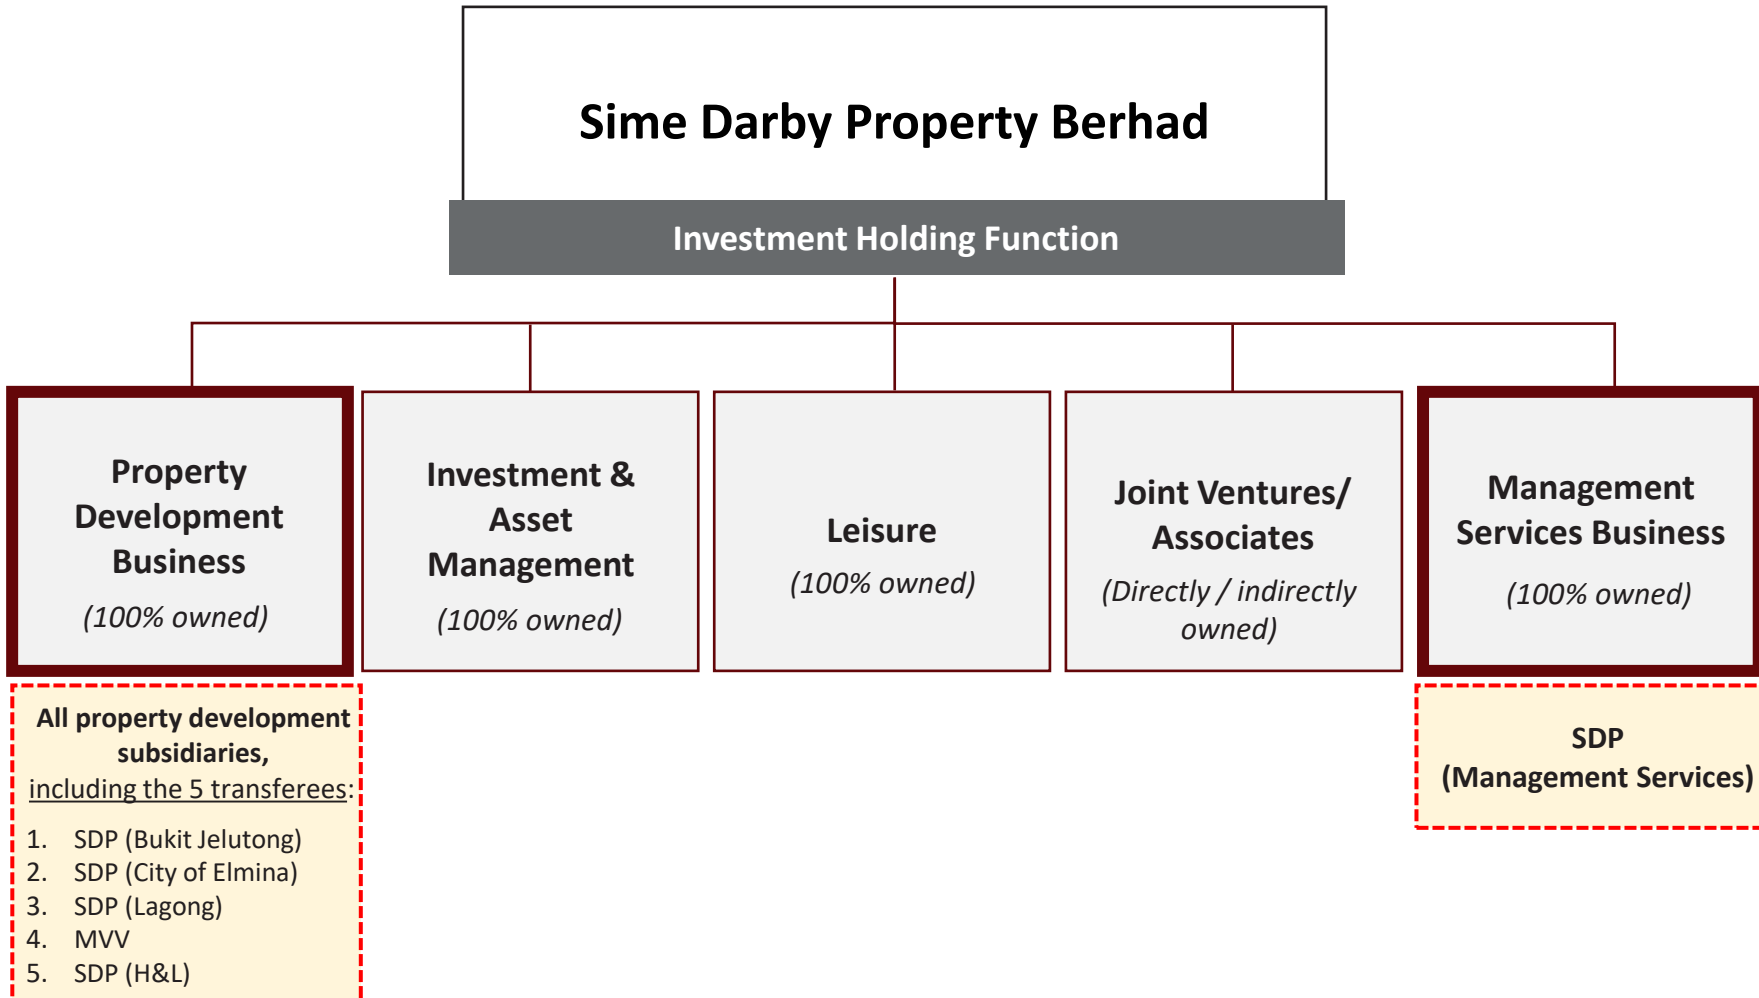 Sime Darby Property Berhad
Investment Holding Function
Property
Development
Business
(100% owned)
Investment &
Asset
Management
(100% owned)
Leisure
(100% owned)
Joint Ventures/
Associates
(Directly / indirectly
owned)
Management
Services Business
(100% owned)
All property development
subsidiaries,
including the 5 transferees:
1. SDP (Bukit Jelutong)
2. SDP (City of Elmina)
3. SDP (Lagong)
4. MVV
5. SDP (H&L)
SDP
(Management Services)